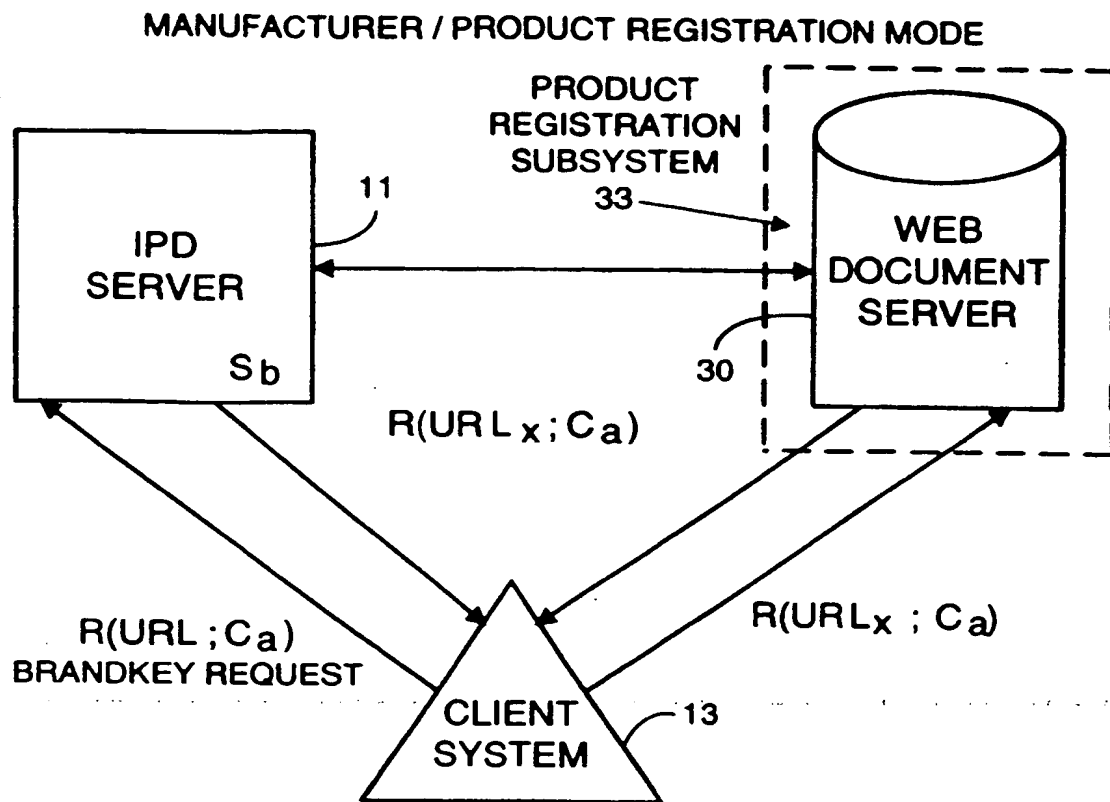 MANUFACTURER / PRODUCT REGISTRATION MODE
PRODUCT
REGISTRATION
SUBSYSTEM
33
11
IPD
SERVER
Sb
WEB
DOCUMENT
SERVER
30
R(URLx ; Ca)
R(URL ; Ca)
BRANDKEY REQUEST
R(URLx ; Ca)
CLIENT
SYSTEM
13